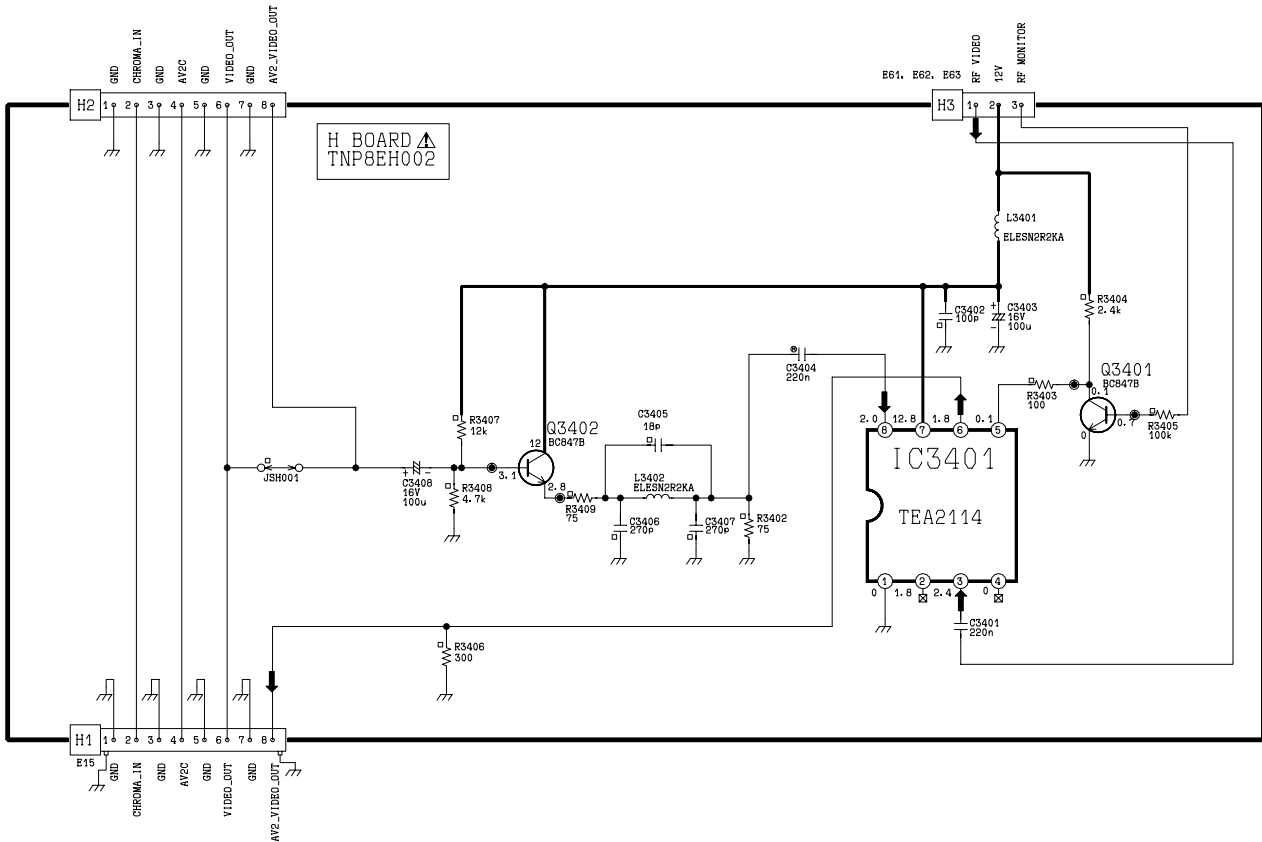 GND
CHROMA_IN
GND
AV2C
GND
VIDEO_OUT
GND
AV2_VIDEO_OUT
E61, E62, E63
RF VIDEO
12V
RF MONITOR
H2 1 2 3 4 5 6 7 8
H3 1 2 3
H BOARD
TNP8EH002
L3401
ELESN2R2KA
C3402
100p
+ C3403
16V
- 100u
R3404
2.4k
C3404
220n
Q3401
BC847B
0.1
R3403
100
0
0.7
R3405
100k
R3407
12k
C3405
18p
Q3402
BC847B
12
3.1
2.8
JSH001
+ -
C3408
16V
100u
R3408
4.7k
R3409
75
L3402
ELESN2R2KA
C3406
270p
C3407
270p
R3402
75
2.0 12.8 1.8 0.1
8 7 6 5
IC3401
TEA2114
1 2 3 4
0 1.8 2.4 0
C3401
220n
R3406
300
H1 1 2 3 4 5 6 7 8
E15
GND
CHROMA_IN
GND
AV2C
GND
VIDEO_OUT
GND
AV2_VIDEO_OUT